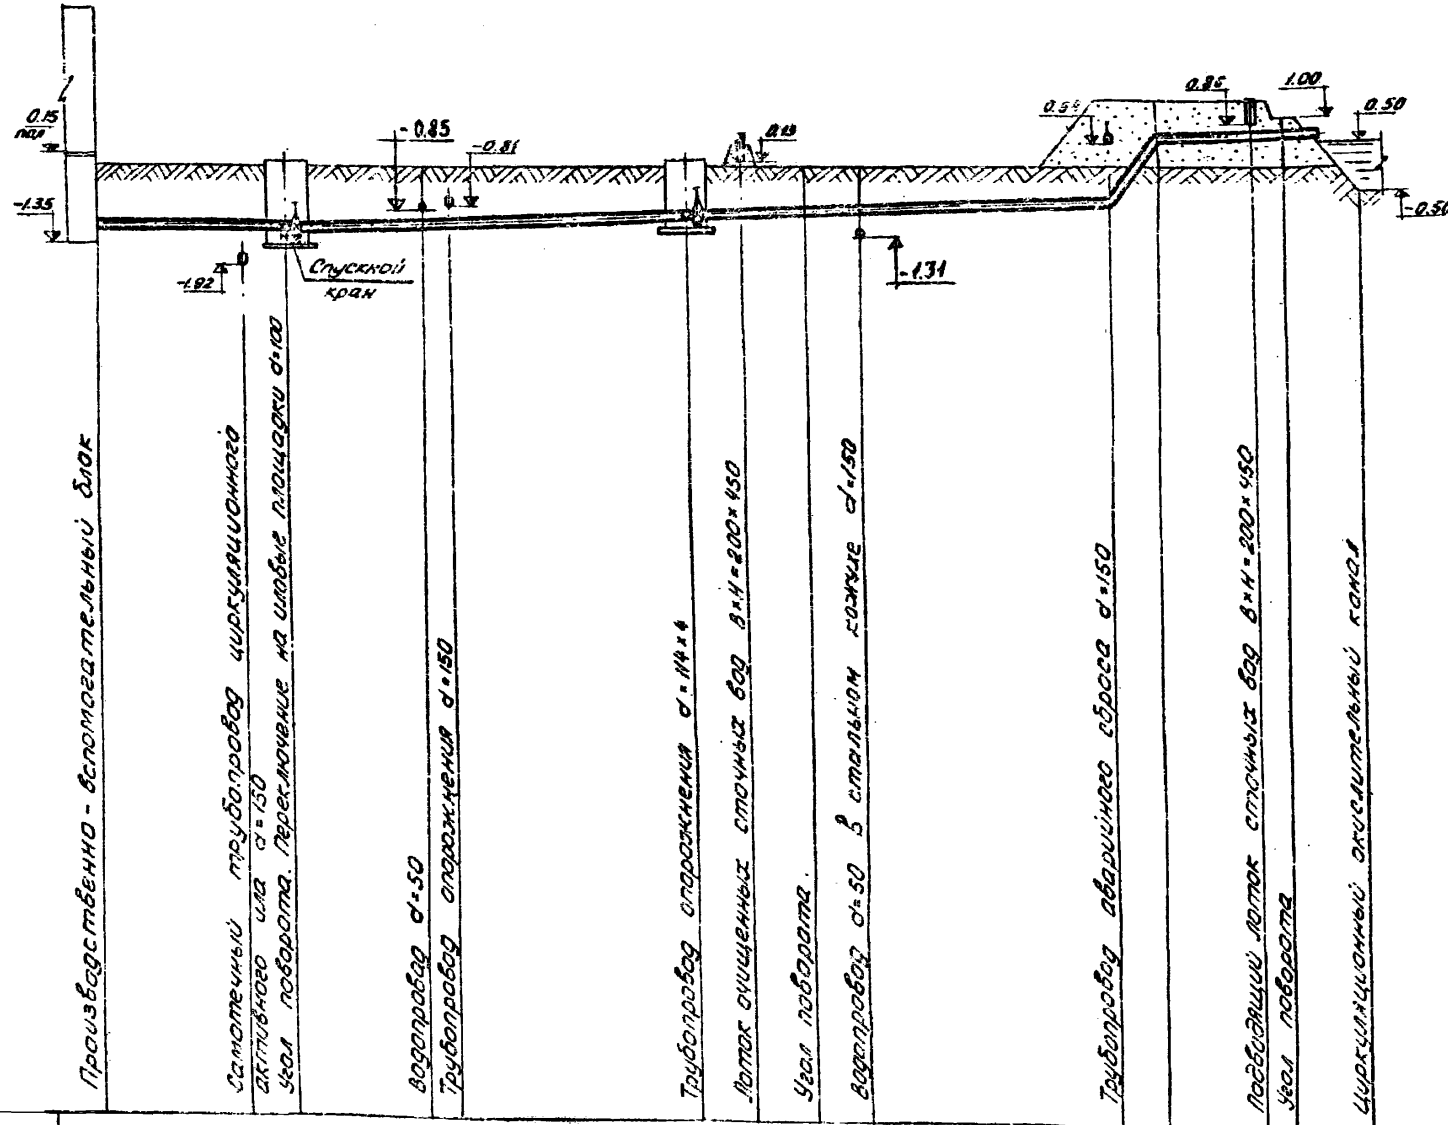 0.15
пол
-1.35
-1.92
Спускной
кран
-0.85
-0.81
0.13
-1.31
0.54
0.85
1.00
0.50
-0.50
Производственно - вспомогательный блок
Самотечный трубопровод циркуляционного
активного ила d=150
Угол поворота. Переключение на иловые площадки d=100
Водопровод d=50
Трубопровод опорожнения d=150
Трубопровод опорожнения d=114×4
Лоток очищенных сточных вод B×H=200×450
Угол поворота.
Водопровод d=50 в стальном кожухе d=150
Трубопровод аварийного сброса d=150
Подводящий лоток сточных вод B×H=200×450
Угол поворота
Циркуляционный окислительный канал